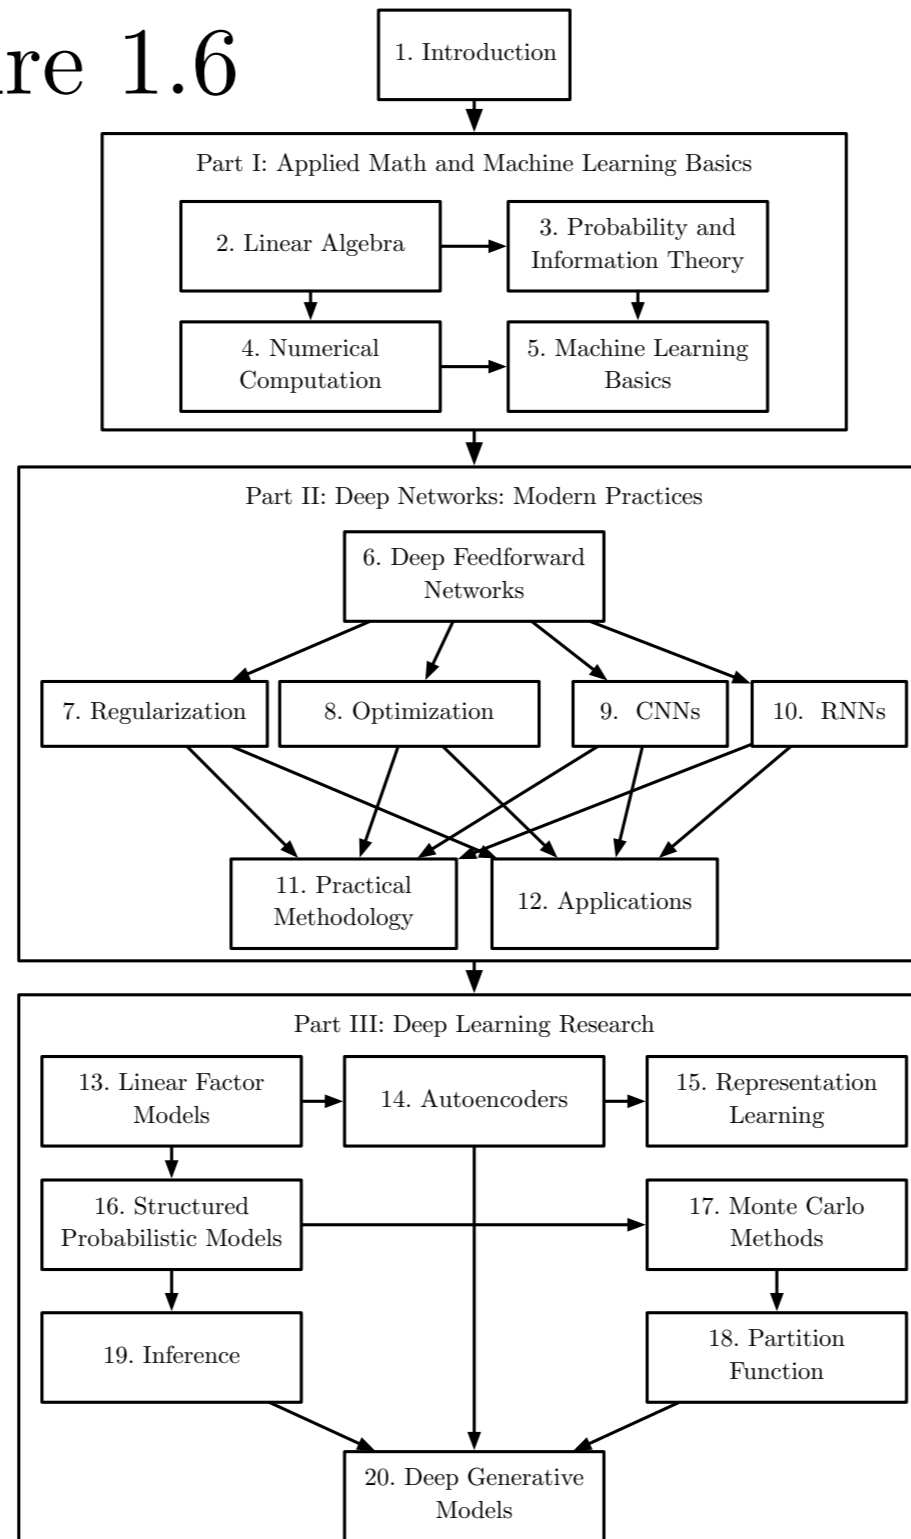 re 1.6
1. Introduction
Part I: Applied Math and Machine Learning Basics
2. Linear Algebra
3. Probability and
Information Theory
4. Numerical
Computation
5. Machine Learning
Basics
Part II: Deep Networks: Modern Practices
6. Deep Feedforward
Networks
7. Regularization
8. Optimization
9. CNNs
10. RNNs
11. Practical
Methodology
12. Applications
Part III: Deep Learning Research
13. Linear Factor
Models
14. Autoencoders
15. Representation
Learning
16. Structured
Probabilistic Models
17. Monte Carlo
Methods
19. Inference
18. Partition
Function
20. Deep Generative
Models